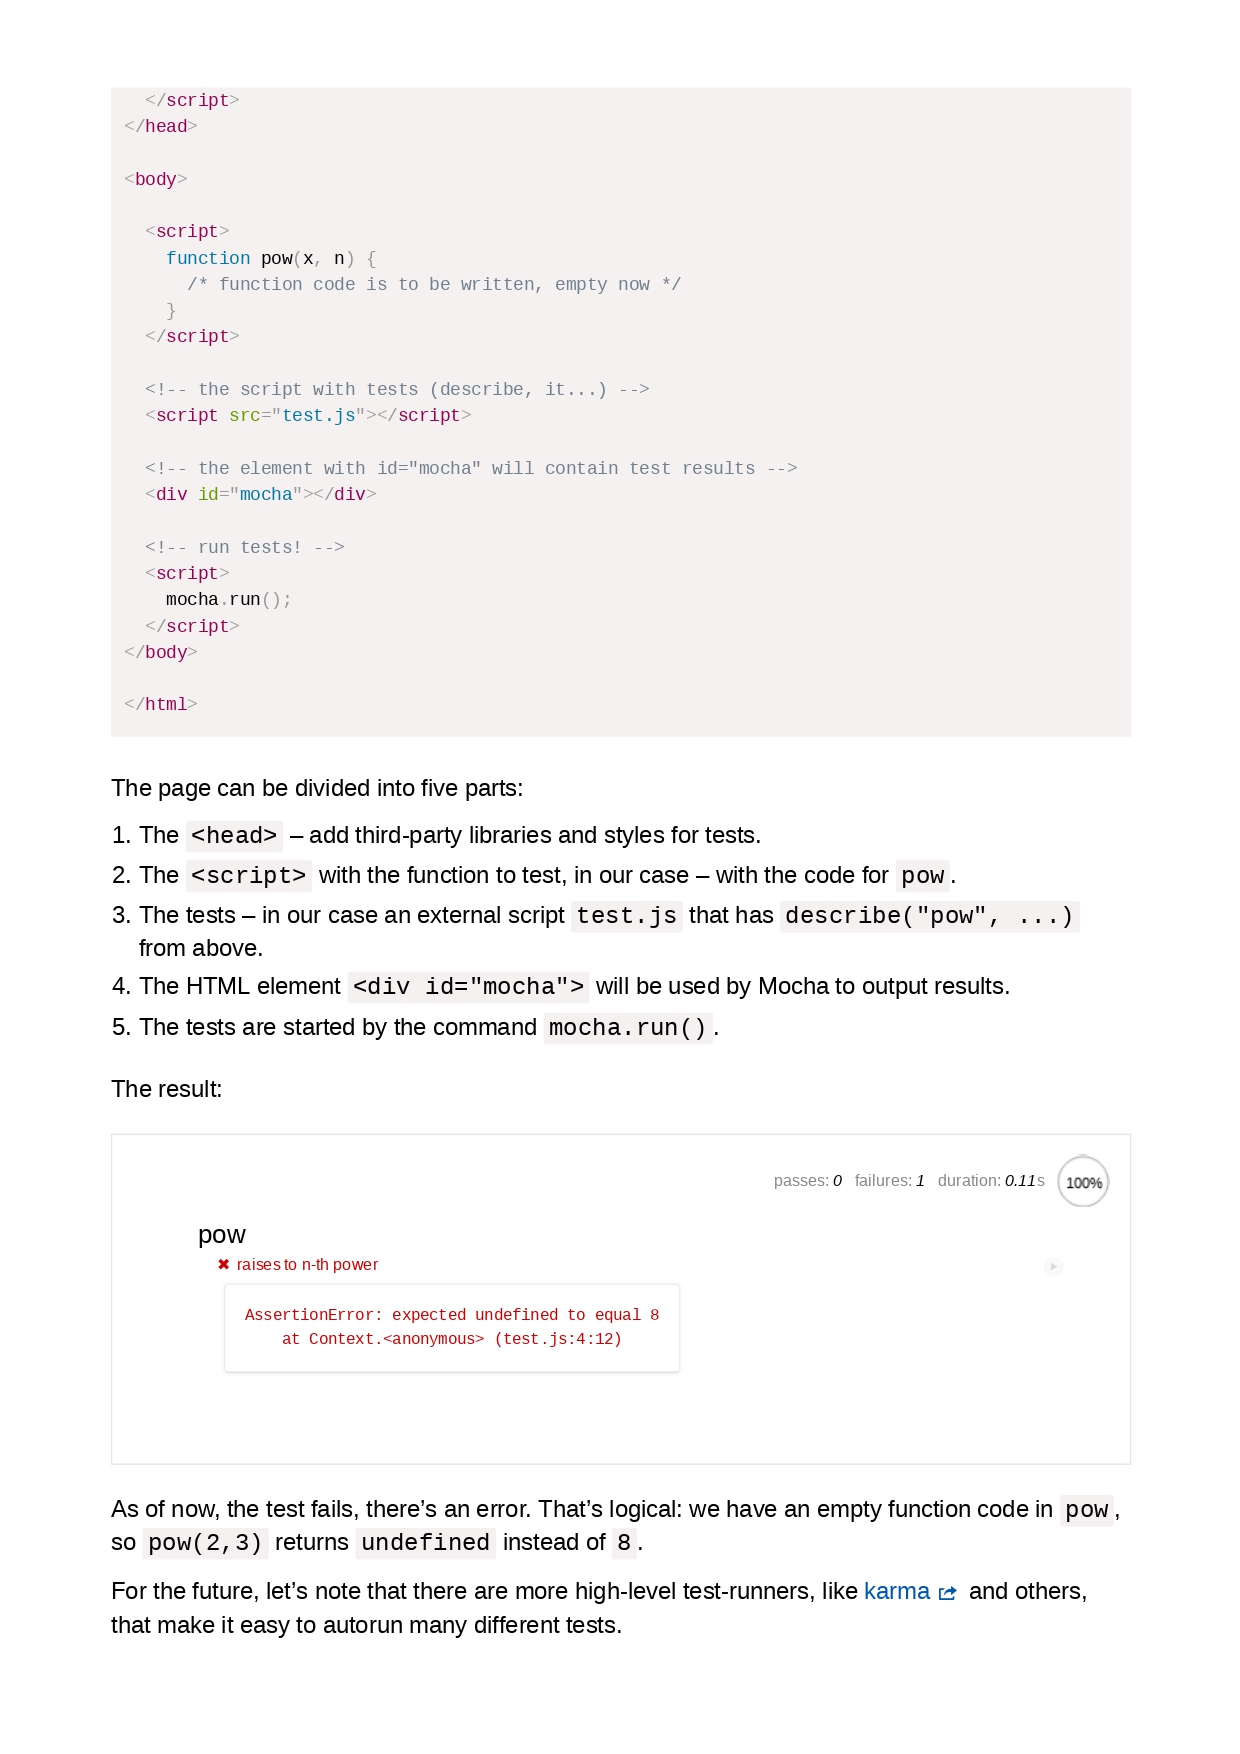 </script>
</head>

<body>

  <script>
    function pow(x, n) {
      /* function code is to be written, empty now */
    }
  </script>

  <!-- the script with tests (describe, it...) -->
  <script src="test.js"></script>

  <!-- the element with id="mocha" will contain test results -->
  <div id="mocha"></div>

  <!-- run tests! -->
  <script>
    mocha.run();
  </script>
</body>

</html>
The page can be divided into five parts:
1. The <head> – add third-party libraries and styles for tests.
2. The <script> with the function to test, in our case – with the code for pow.
3. The tests – in our case an external script test.js that has describe("pow", ...)
from above.
4. The HTML element <div id="mocha"> will be used by Mocha to output results.
5. The tests are started by the command mocha.run().
The result:
passes: 0 failures: 1 duration: 0.11s 100%
pow
✖ raises to n-th power
AssertionError: expected undefined to equal 8
at Context.<anonymous> (test.js:4:12)
As of now, the test fails, there’s an error. That’s logical: we have an empty function code in pow,
so pow(2,3) returns undefined instead of 8.
For the future, let’s note that there are more high-level test-runners, like karma and others,
that make it easy to autorun many different tests.